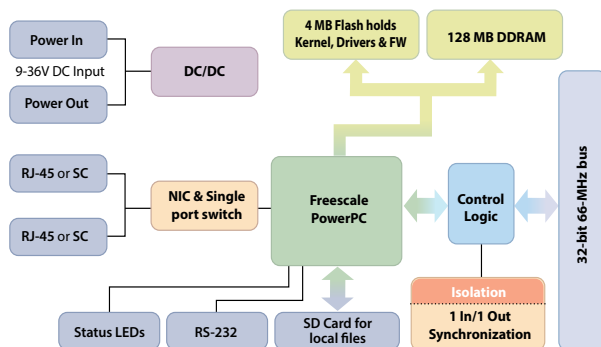 Power In
9-36V DC Input
Power Out
DC/DC
4 MB Flash holds
Kernel, Drivers & FW
128 MB DDRAM
RJ-45 or SC
RJ-45 or SC
NIC & Single
port switch
Freescale
PowerPC
Control
Logic
32-bit 66-MHz bus
Isolation
1 In/1 Out
Synchronization
Status LEDs
RS-232
SD Card for
local files